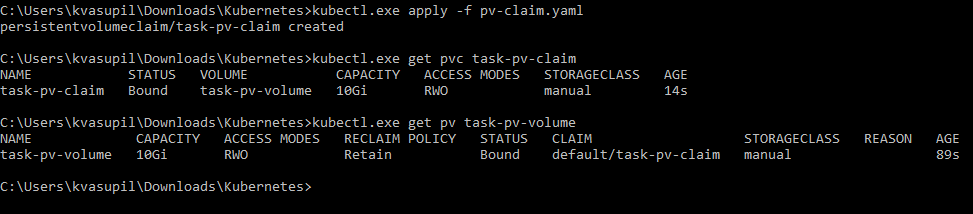 C:\Users\kvasupil\Downloads\Kubernetes>kubectl.exe apply -f pv-claim.yaml
persistentvolumeclaim/task-pv-claim created
C:\Users\kvasupil\Downloads\Kubernetes>kubectl.exe get pvc task-pv-claim
NAME STATUS VOLUME CAPACITY ACCESS MODES STORAGECLASS AGE
task-pv-claim Bound task-pv-volume 10Gi RWO manual 14s
C:\Users\kvasupil\Downloads\Kubernetes>kubectl.exe get pv task-pv-volume
NAME CAPACITY ACCESS MODES RECLAIM POLICY STATUS CLAIM STORAGECLASS REASON AGE
task-pv-volume 10Gi RWO Retain Bound default/task-pv-claim manual 89s
C:\Users\kvasupil\Downloads\Kubernetes>